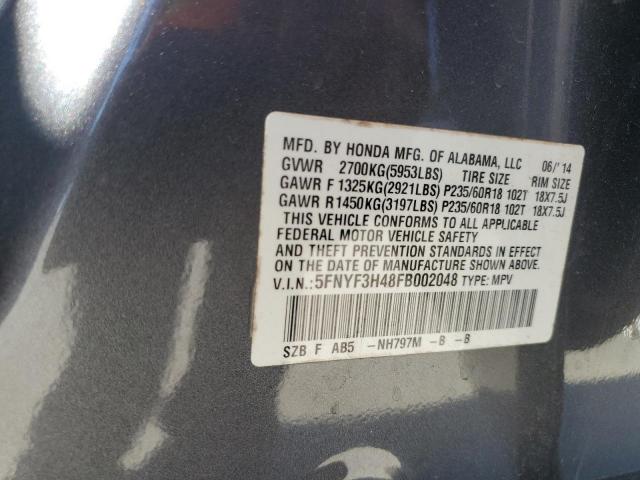 MFD. BY HONDA MFG. OF ALABAMA, LLC 06/'14
GVWR 2700KG(5953LBS) TIRE SIZE RIM SIZE
GAWR F 1325KG(2921LBS) P235/60R18 102T 18X7.5J
GAWR R1450KG(3197LBS) P235/60R18 102T 18X7.5J
THIS VEHICLE CONFORMS TO ALL APPLICABLE
FEDERAL MOTOR VEHICLE SAFETY
AND THEFT PREVENTION STANDARDS IN EFFECT
ON THE DATE OF MANUFACTURE SHOWN ABOVE.
V.I.N.:5FNYF3H48FB002048 TYPE: MPV
SZB F AB5 -NH797M -B -B